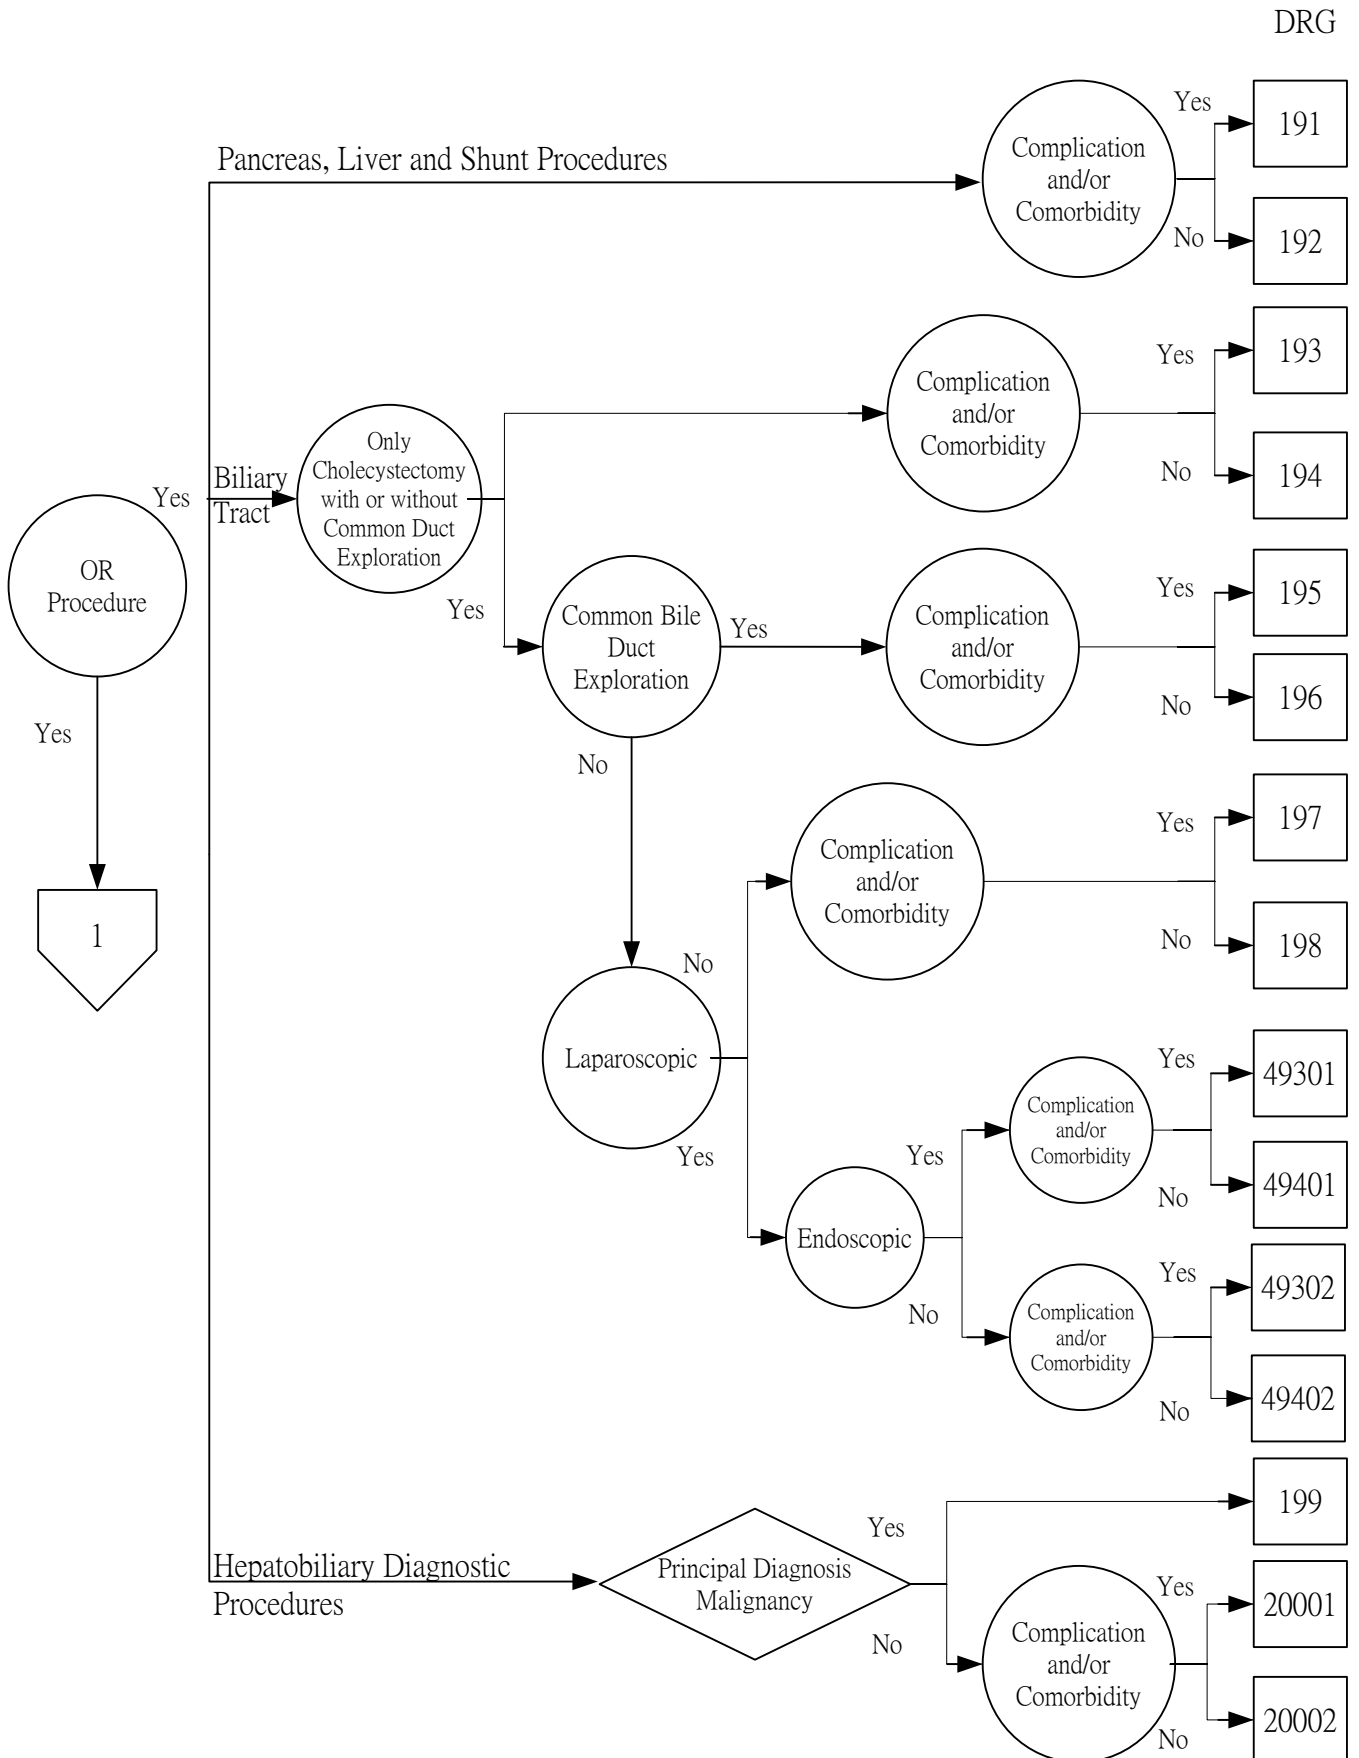 DRG
Pancreas, Liver and Shunt Procedures
Complication
and/or
Comorbidity
Yes
191
No
192
Complication
and/or
Comorbidity
Yes
193
No
194
OR
Procedure
Yes
Biliary
Tract
Only
Cholecystectomy
with or without
Common Duct
Exploration
Yes
Common Bile
Duct
Exploration
Yes
Complication
and/or
Comorbidity
Yes
195
No
196
Yes
1
No
Laparoscopic
No
Complication
and/or
Comorbidity
Yes
197
No
198
Yes
Endoscopic
Yes
Complication
and/or
Comorbidity
Yes
49301
No
49401
No
Complication
and/or
Comorbidity
Yes
49302
No
49402
Hepatobiliary Diagnostic
Procedures
Principal Diagnosis
Malignancy
Yes
199
No
Complication
and/or
Comorbidity
Yes
20001
No
20002